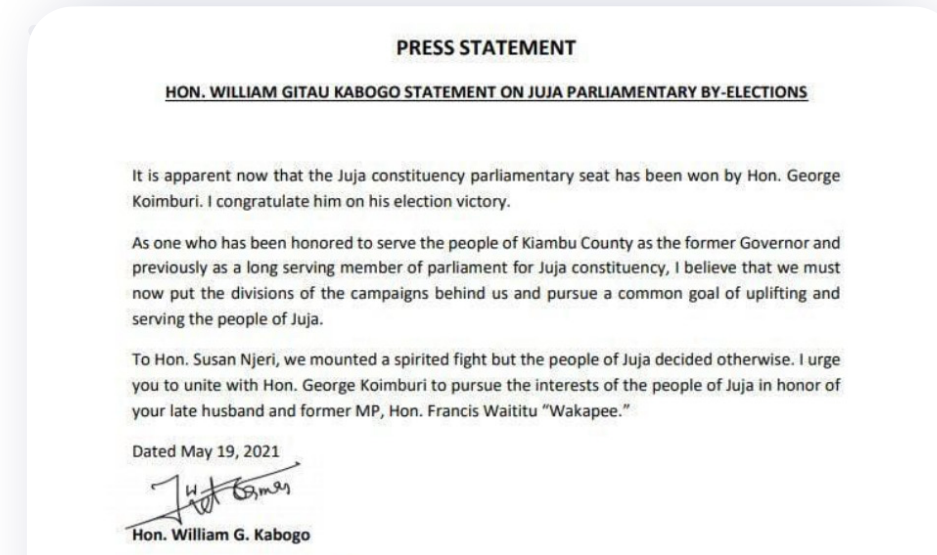 PRESS STATEMENT
HON. WILLIAM GITAU KABOGO STATEMENT ON JUJA PARLIAMENTARY BY-ELECTIONS
It is apparent now that the Juja constituency parliamentary seat has been won by Hon. George
Koimburi. I congratulate him on his election victory.
As one who has been honored to serve the people of Kiambu County as the former Governor and
previously as a long serving member of parliament for Juja constituency, I believe that we must
now put the divisions of the campaigns behind us and pursue a common goal of uplifting and
serving the people of Juja.
To Hon. Susan Njeri, we mounted a spirited fight but the people of Juja decided otherwise. I urge
you to unite with Hon. George Koimburi to pursue the interests of the people of Juja in honor of
your late husband and former MP, Hon. Francis Waititu “Wakapee.”
Dated May 19, 2021
Hon. William G. Kabogo